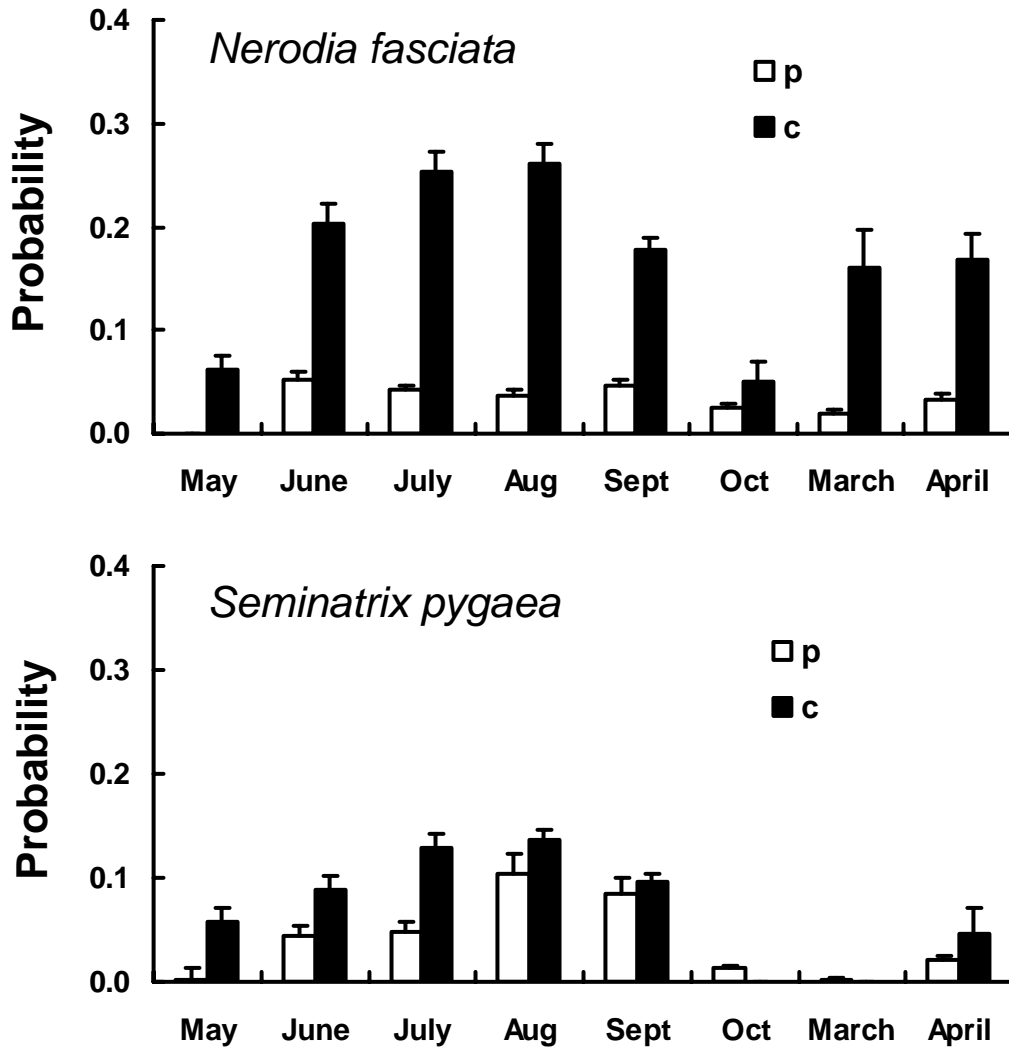 Nerodia fasciata
p
c
Probability
0.4
0.3
0.2
0.1
0.0
May June July Aug Sept Oct March April
Seminatrix pygaea
p
c
Probability
0.4
0.3
0.2
0.1
0.0
May June July Aug Sept Oct March April